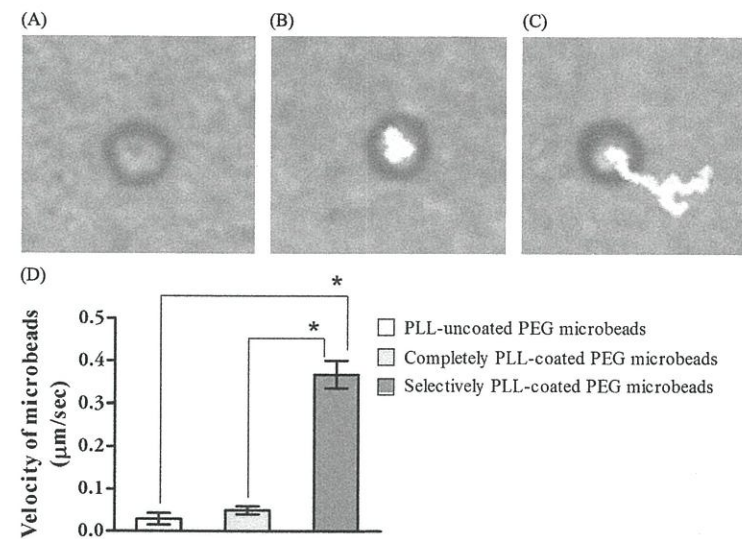 (A)
(B)
(C)
(D)
Velocity of microbeads
(μm/sec)
0.5
0.4
0.3
0.2
0.1
0.0
*
*
PLL-uncoated PEG microbeads
Completely PLL-coated PEG microbeads
Selectively PLL-coated PEG microbeads